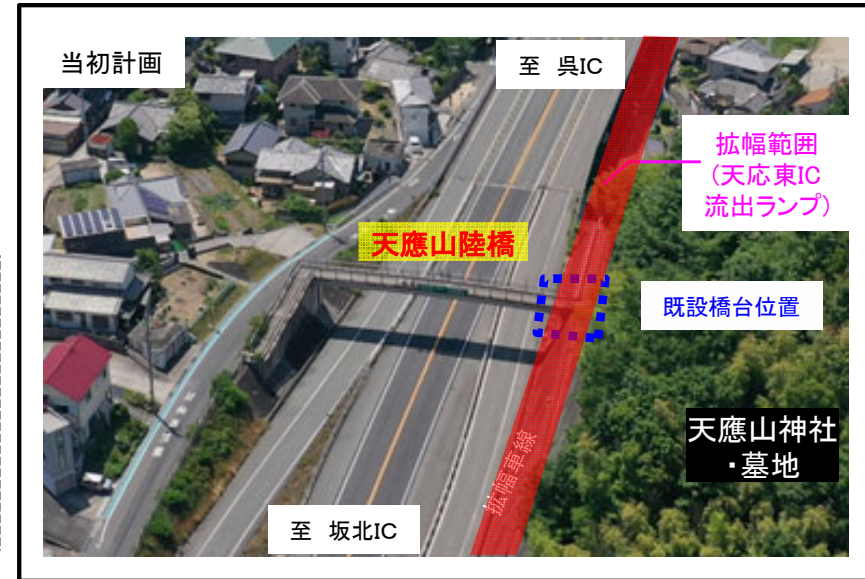 当初計画
至 呉IC
拡幅範囲
(天応東IC
流出ランプ)
天應山陸橋
既設橋台位置
天應山神社
・墓地
拡幅車線
至 坂北IC